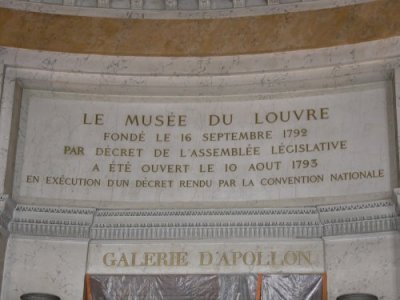 LE MUSÉE DU LOUVRE
FONDÉ LE 16 SEPTEMBRE 1792
PAR DÉCRET DE L'ASSEMBLÉE LÉGISLATIVE
A ÉTÉ OUVERT LE 10 AOUT 1793
EN EXÉCUTION D'UN DÉCRET RENDU PAR LA CONVENTION NATIONALE
GALERIE D'APOLLON